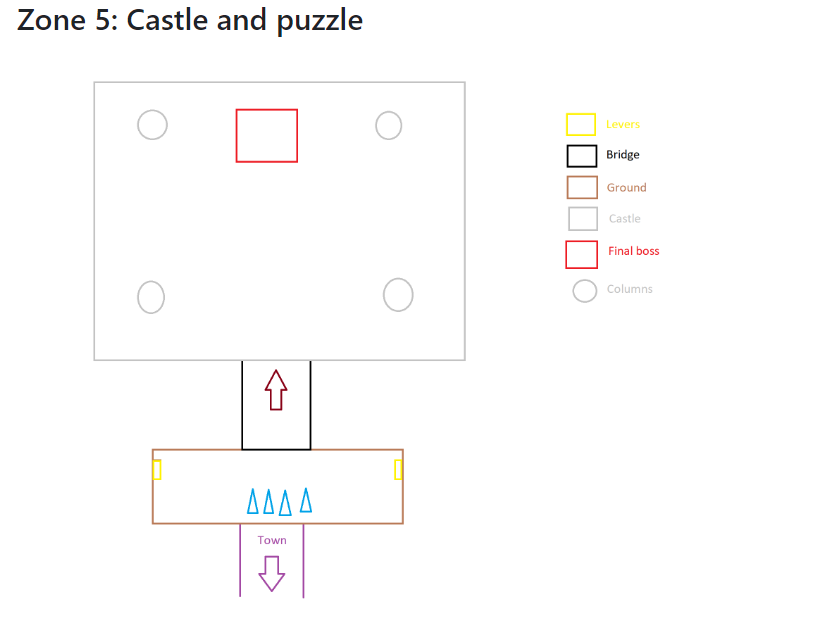 Zone 5: Castle and puzzle
Levers
Bridge
Ground
Castle
Final boss
Columns
Town